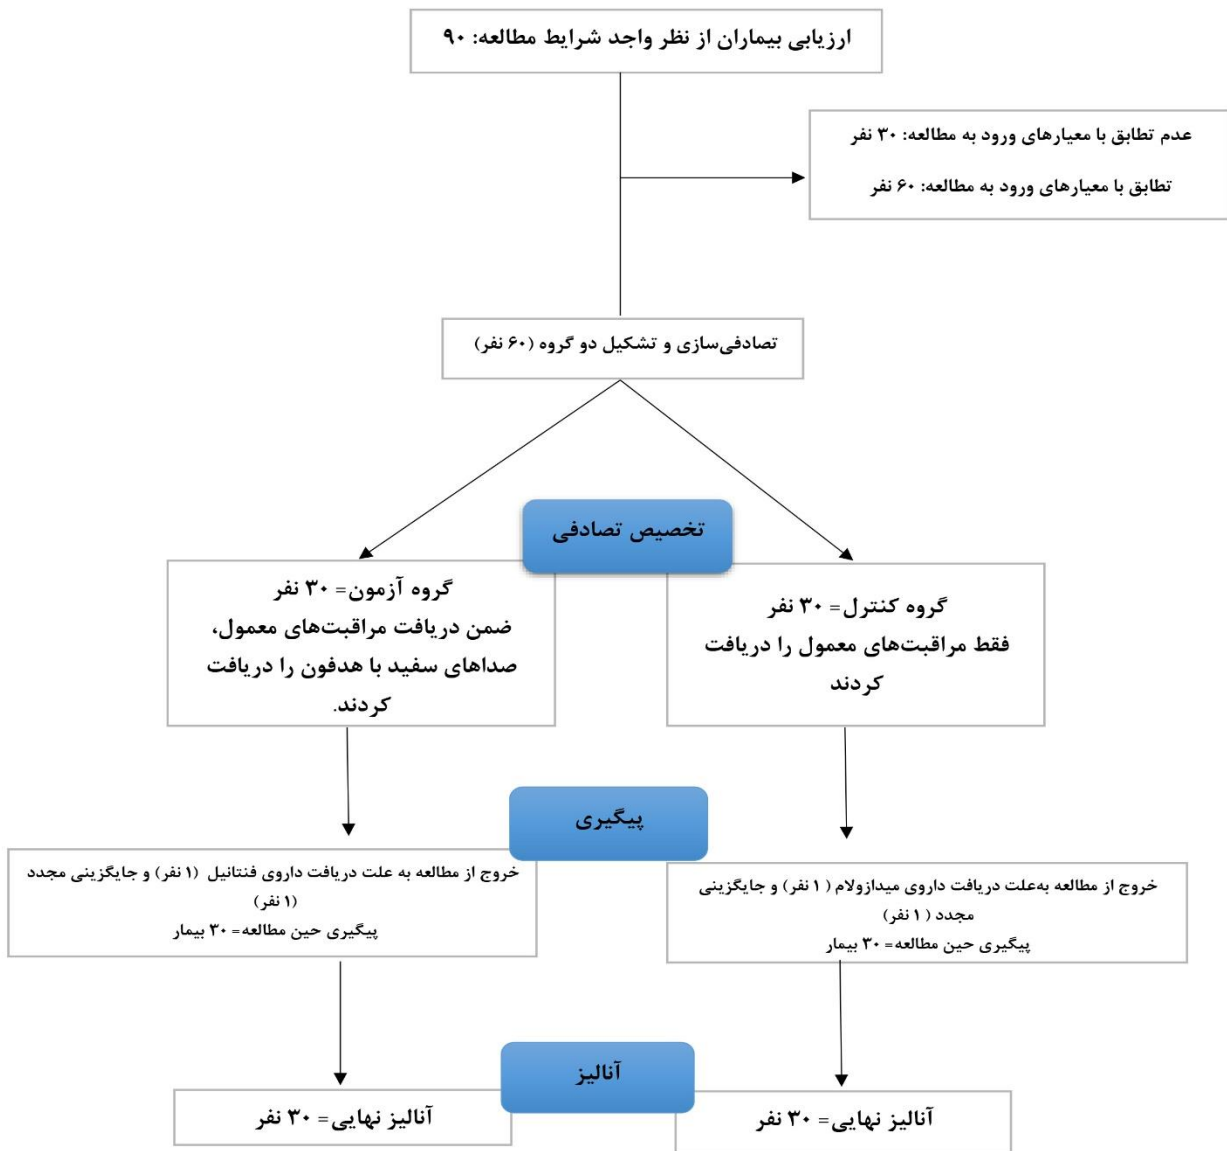 ارزیابی بیماران از نظر واجد شرایط مطالعه: ۹۰
عدم تطابق با معیارهای ورود به مطالعه: ۳۰ نفر
تطابق با معیارهای ورود به مطالعه: ۶۰ نفر
تصادفی‌سازی و تشکیل دو گروه (۶۰ نفر)
تخصیص تصادفی
گروه کنترل= ۳۰ نفر
فقط مراقبت‌های معمول را دریافت
کردند
گروه آزمون= ۳۰ نفر
ضمن دریافت مراقبت‌های معمول،
صداهای سفید با هدفون را دریافت
کردند.
پیگیری
خروج از مطالعه به‌علت دریافت داروی میدازولام (۱ نفر) و جایگزینی
مجدد (۱ نفر)
پیگیری حین مطالعه= ۳۰ بیمار
خروج از مطالعه به علت دریافت داروی فنتانیل (۱ نفر) و جایگزینی مجدد
(۱ نفر)
پیگیری حین مطالعه= ۳۰ بیمار
آنالیز
آنالیز نهایی= ۳۰ نفر
آنالیز نهایی= ۳۰ نفر